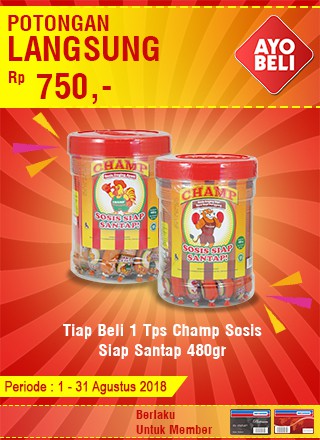 POTONGAN
LANGSUNG
Rp 750,-
AYO
BELI
CHAMP
SOSIS SIAP
SANTAP!
CHAMP
SOSIS SIAP
SANTAP!
Tiap Beli 1 Tps Champ Sosis
Siap Santap 480gr
Periode : 1 - 31 Agustus 2018
Berlaku
Untuk Member